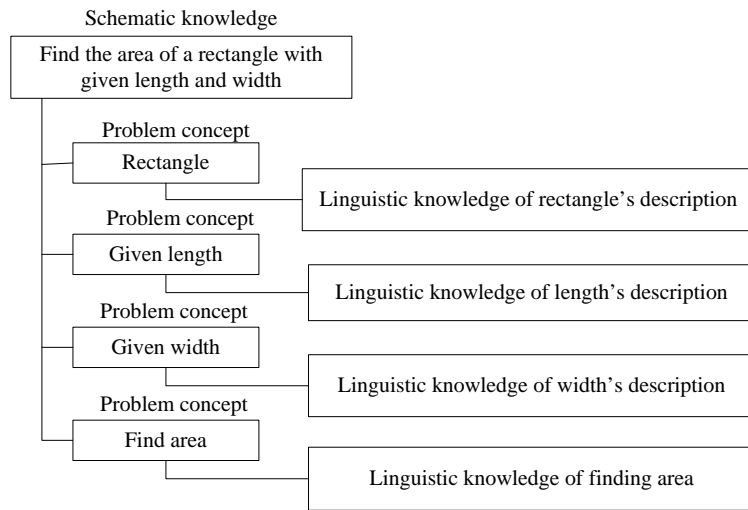 Schematic knowledge
Find the area of a rectangle with
given length and width
Problem concept
Rectangle
Linguistic knowledge of rectangle's description
Problem concept
Given length
Linguistic knowledge of length's description
Problem concept
Given width
Linguistic knowledge of width's description
Problem concept
Find area
Linguistic knowledge of finding area